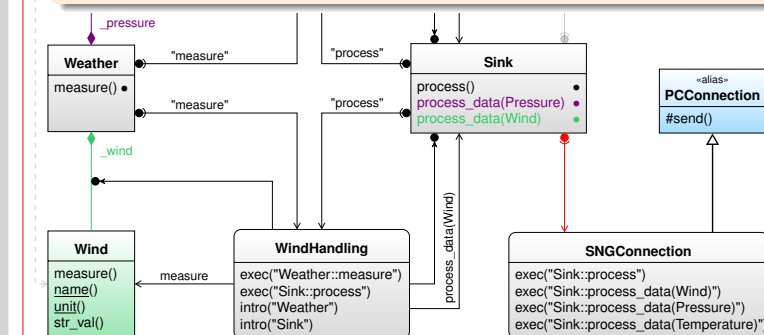 _pressure
"measure"
"process"
Weather
measure()
Sink
process()
process_data(Pressure)
process_data(Wind)
«alias»
PCConnection
#send()
"measure"
"process"
_wind
process_data(Wind)
Wind
measure()
name()
unit()
str_val()
measure
WindHandling
exec("Weather::measure")
exec("Sink::process")
intro("Weather")
intro("Sink")
SNGConnection
exec("Sink::process")
exec("Sink::process_data(Wind)")
exec("Sink::process_data(Pressure)")
exec("Sink::process_data(Temperature)")